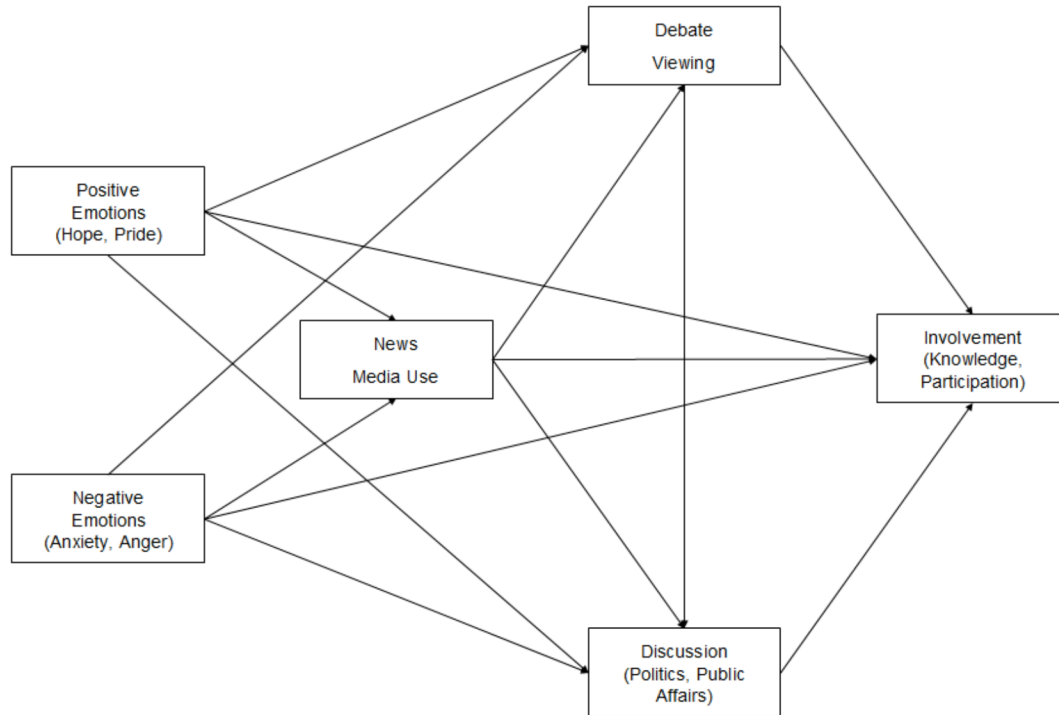 Debate
Viewing
Positive
Emotions
(Hope, Pride)
News
Media Use
Involvement
(Knowledge,
Participation)
Negative
Emotions
(Anxiety, Anger)
Discussion
(Politics, Public
Affairs)